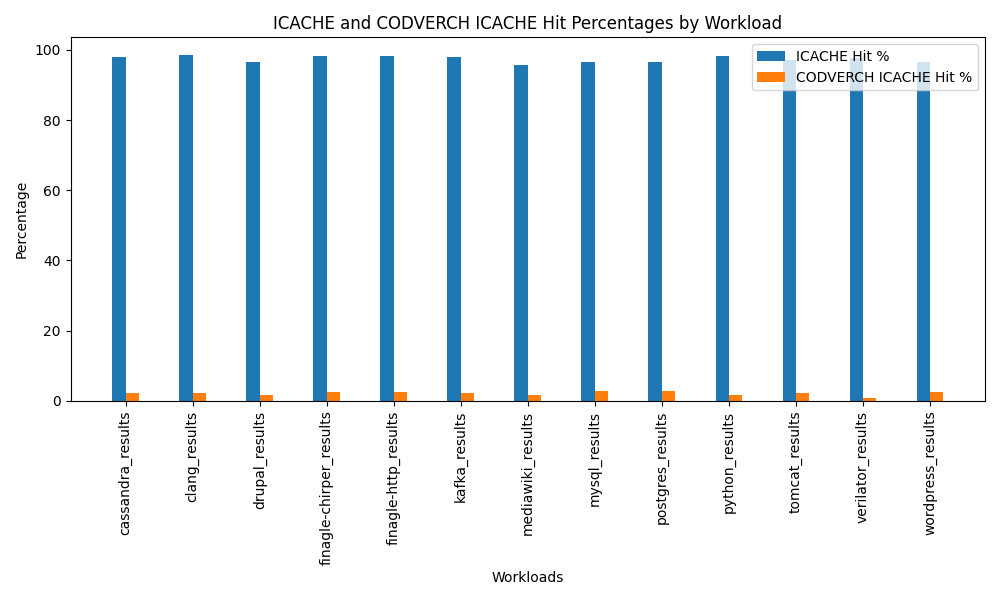 ICACHE and CODVERCH ICACHE Hit Percentages by Workload
ICACHE Hit %
CODVERCH ICACHE Hit %
Percentage
100
80
60
40
20
0
cassandra_results
clang_results
drupal_results
finagle-chirper_results
finagle-http_results
kafka_results
mediawiki_results
mysql_results
postgres_results
python_results
tomcat_results
verilator_results
wordpress_results
Workloads